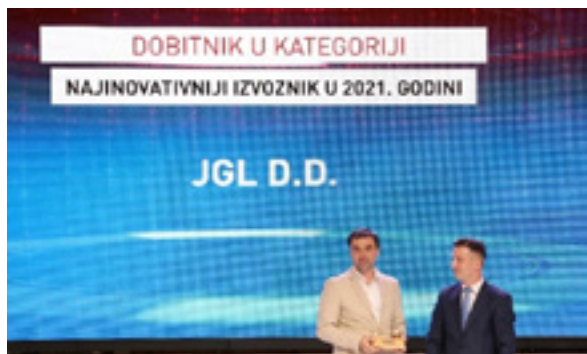 DOBITNIK U KATEGORIJI
NAJINOVATIVNIJI IZVOZNIK U 2021. GODINI
JGL D.D.